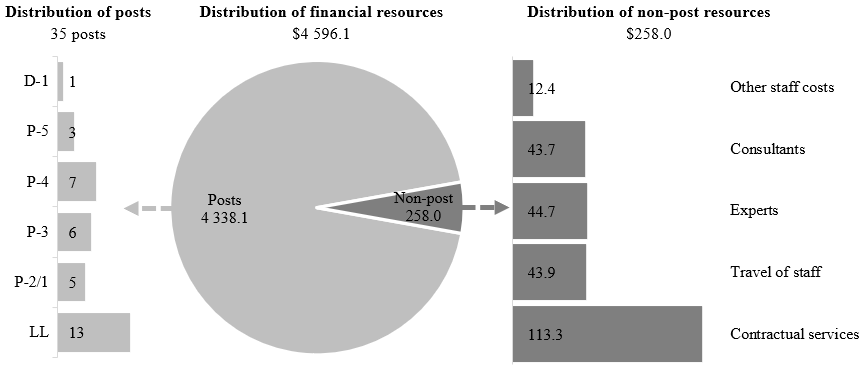 Distribution of posts
35 posts
D-1 1
P-5 3
P-4 7
P-3 6
P-2/1 5
LL 13
Distribution of financial resources
$4 596.1
Posts
4 338.1
Non-post
258.0
Distribution of non-post resources
$258.0
12.4 Other staff costs
43.7 Consultants
44.7 Experts
43.9 Travel of staff
113.3 Contractual services